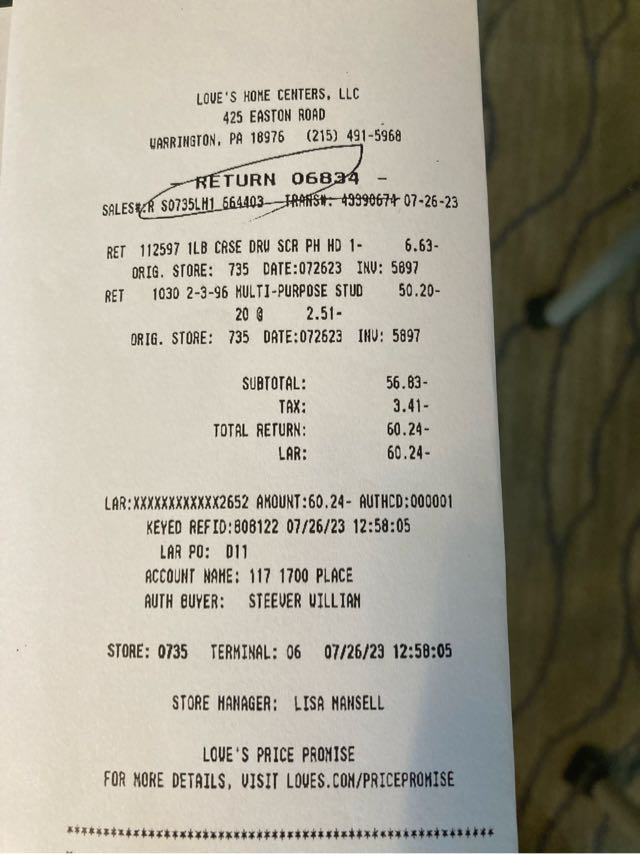 LOWE'S HOME CENTERS, LLC
425 EASTON ROAD
WARRINGTON, PA 18976 (215) 491-5968
- RETURN 06834 -
SALES#: R S0735LM1 664403 TRANS#: 43390674 07-26-23
RET 112597 1LB CRSE DRW SCR PH HD 1- 6.63-
ORIG. STORE: 735 DATE:072623 INV: 5897
RET 1030 2-3-96 MULTI-PURPOSE STUD 50.20-
20 @ 2.51-
ORIG. STORE: 735 DATE:072623 INV: 5897
SUBTOTAL: 56.83-
TAX: 3.41-
TOTAL RETURN: 60.24-
LAR: 60.24-
LAR:XXXXXXXXXXXX2652 AMOUNT:60.24- AUTHCD:000001
KEYED REFID:808122 07/26/23 12:58:05
LAR PO: D11
ACCOUNT NAME: 117 1700 PLACE
AUTH BUYER: STEEVER WILLIAM
STORE: 0735 TERMINAL: 06 07/26/23 12:58:05
STORE MANAGER: LISA MANSELL
LOWE'S PRICE PROMISE
FOR MORE DETAILS, VISIT LOWES.COM/PRICEPROMISE
************************************************